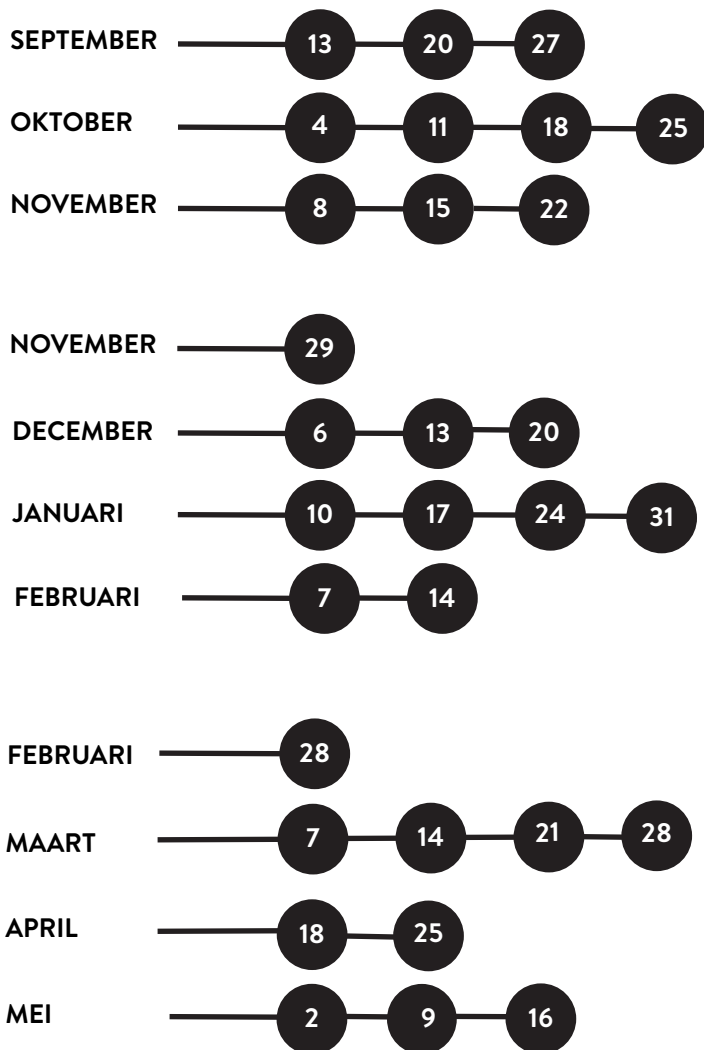 SEPTEMBER 13 20 27
OKTOBER 4 11 18 25
NOVEMBER 8 15 22
NOVEMBER 29
DECEMBER 6 13 20
JANUARI 10 17 24 31
FEBRUARI 7 14
FEBRUARI 28
MAART 7 14 21 28
APRIL 18 25
MEI 2 9 16